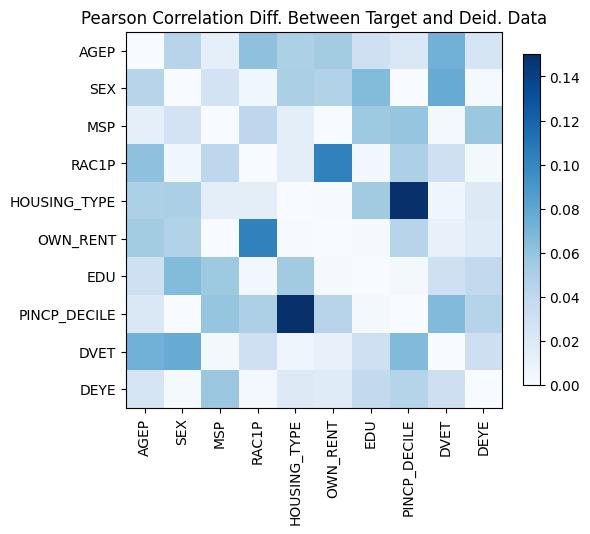 Pearson Correlation Diff. Between Target and Deid. Data
AGEP
SEX
MSP
RAC1P
HOUSING_TYPE
OWN_RENT
EDU
PINCP_DECILE
DVET
DEYE
AGEP
SEX
MSP
RAC1P
HOUSING_TYPE
OWN_RENT
EDU
PINCP_DECILE
DVET
DEYE
0.14
0.12
0.10
0.08
0.06
0.04
0.02
0.00